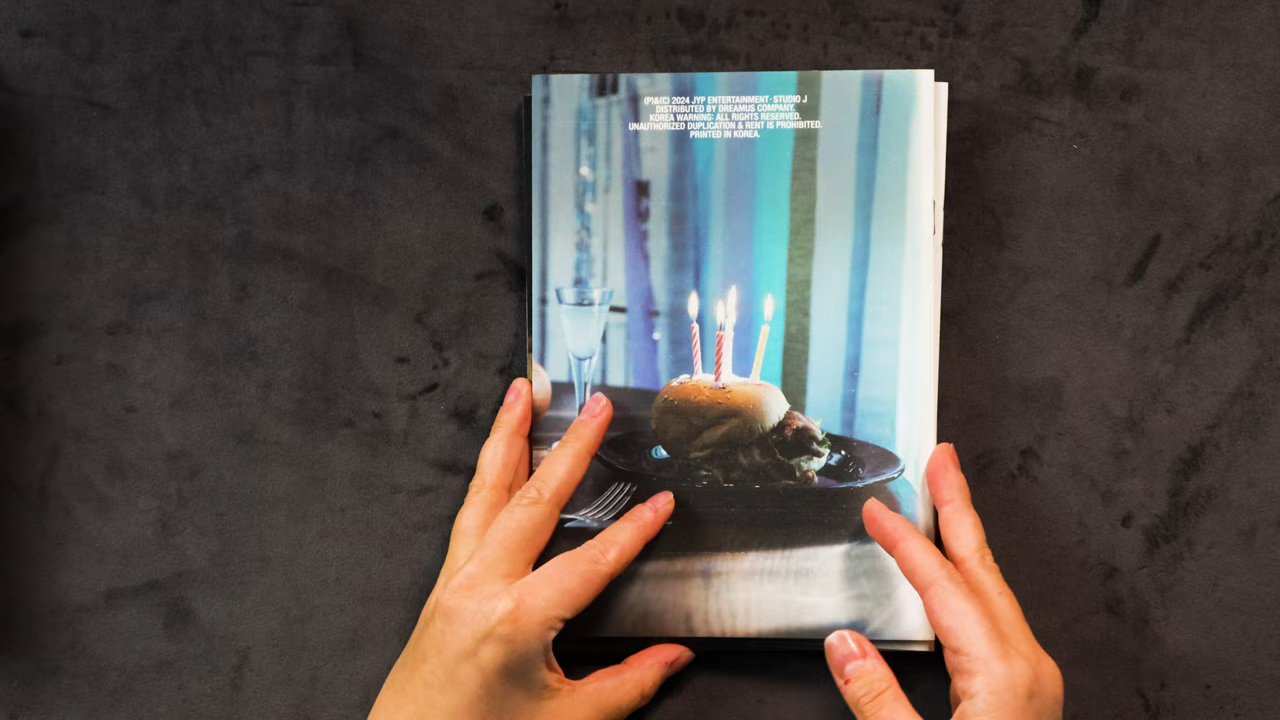 (P)&(C) 2024 JYP ENTERTAINMENT · STUDIO J
DISTRIBUTED BY DREAMUS COMPANY.
KOREA WARNING: ALL RIGHTS RESERVED.
UNAUTHORIZED DUPLICATION & RENT IS PROHIBITED.
PRINTED IN KOREA.